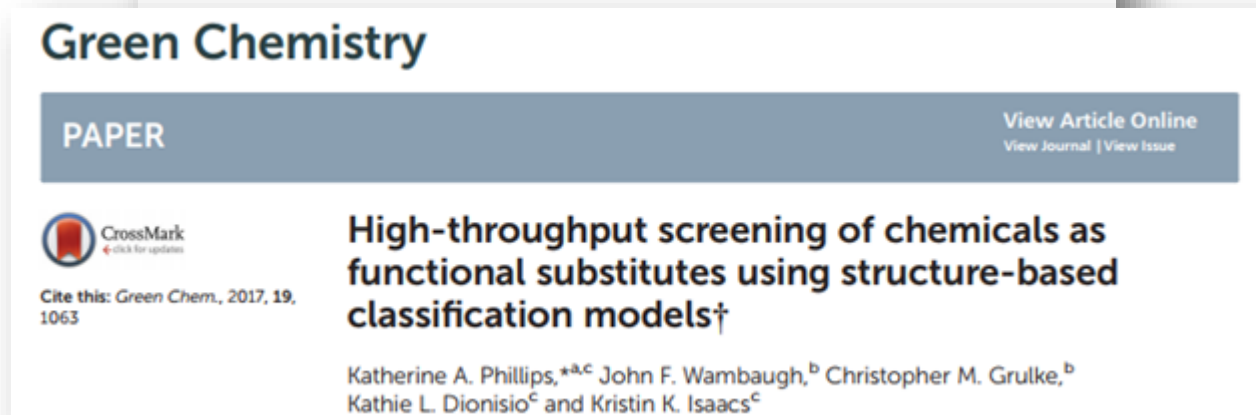 Green Chemistry
PAPER
View Article Online
View Journal | View Issue
CrossMark
click for updates
Cite this: Green Chem., 2017, 19,
1063
High-throughput screening of chemicals as
functional substitutes using structure-based
classification models†
Katherine A. Phillips,*a,c John F. Wambaugh,b Christopher M. Grulke,b
Kathie L. Dionisioc and Kristin K. Isaacsc